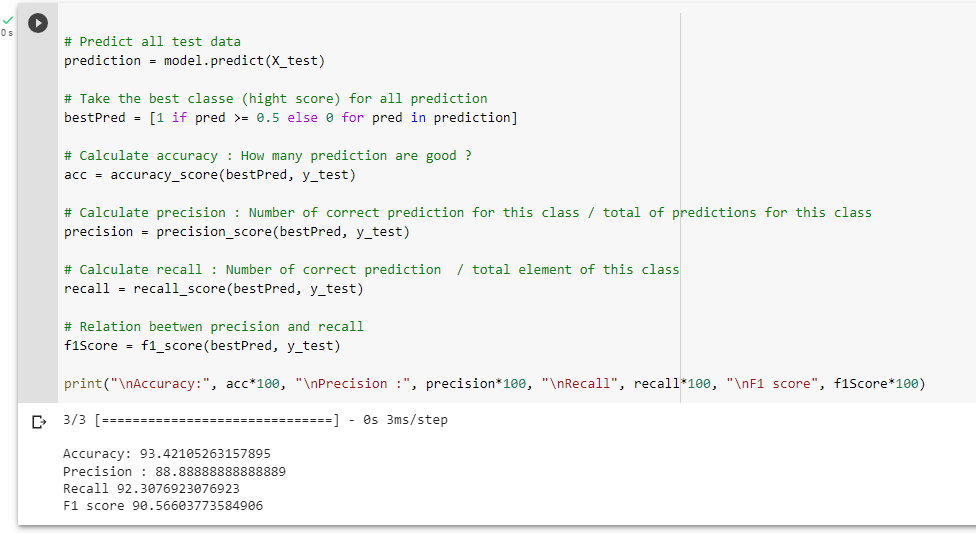 0 s
# Predict all test data
prediction = model.predict(X_test)
# Take the best classe (hight score) for all prediction
bestPred = [1 if pred >= 0.5 else 0 for pred in prediction]
# Calculate accuracy : How many prediction are good ?
acc = accuracy_score(bestPred, y_test)
# Calculate precision : Number of correct prediction for this class / total of predictions for this class
precision = precision_score(bestPred, y_test)
# Calculate recall : Number of correct prediction  / total element of this class
recall = recall_score(bestPred, y_test)
# Relation beetwen precision and recall
f1Score = f1_score(bestPred, y_test)
print("\nAccuracy:", acc*100, "\nPrecision :", precision*100, "\nRecall", recall*100, "\nF1 score", f1Score*100)
3/3 [==============================] - 0s 3ms/step
Accuracy: 93.42105263157895
Precision : 88.88888888888889
Recall 92.3076923076923
F1 score 90.56603773584906